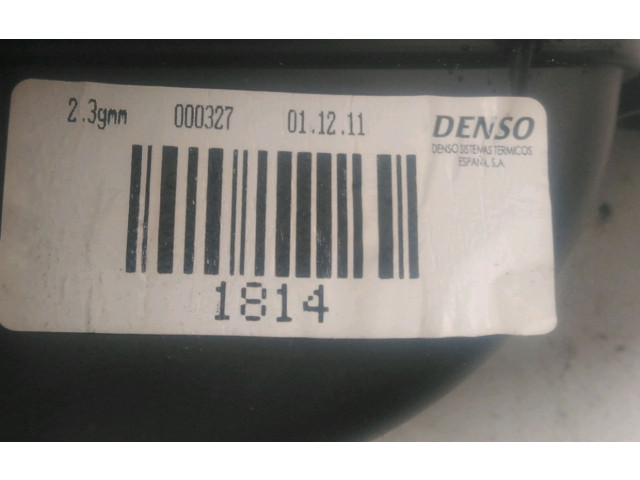 2.3gmm 000327 01.12.11 DENSO
DENSO SISTEMAS TERMICOS
ESPAÑA, S.A.
1814